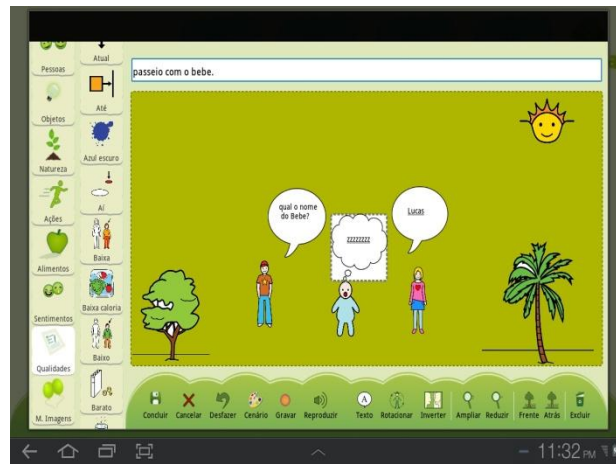 Pessoas
Objetos
Natureza
Ações
Alimentos
Sentimentos
Qualidades
M. Imagens
Atual
Até
Azul escuro
Aí
Baixa
Baixa caloria
Baixo
Barato
passeio com o bebe.
qual o nome
do Bebe?
zzzzzzzz
Lucas
Concluir Cancelar Desfazer Cenário Gravar Reproduzir Texto Rotacionar Inverter Ampliar Reduzir Frente Atrás Excluir
11:32 PM